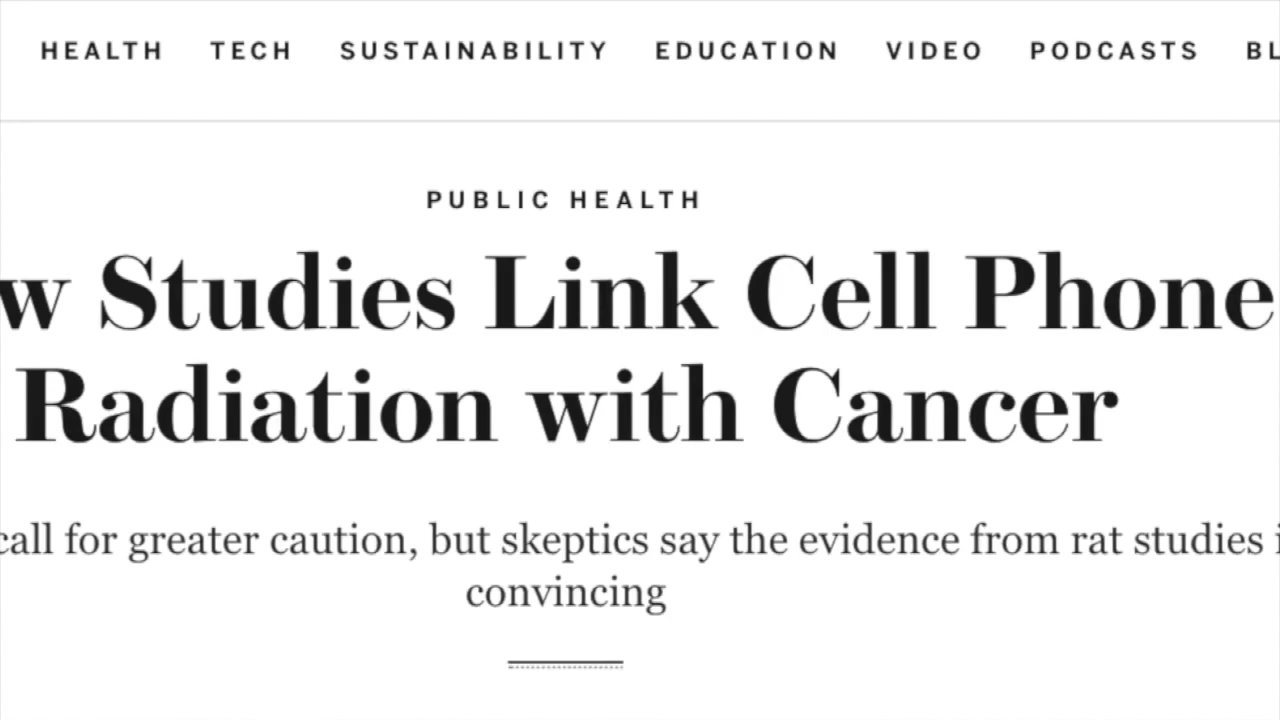 HEALTH TECH SUSTAINABILITY EDUCATION VIDEO PODCASTS BL
PUBLIC HEALTH
w Studies Link Cell Phone
Radiation with Cancer
call for greater caution, but skeptics say the evidence from rat studies i
convincing